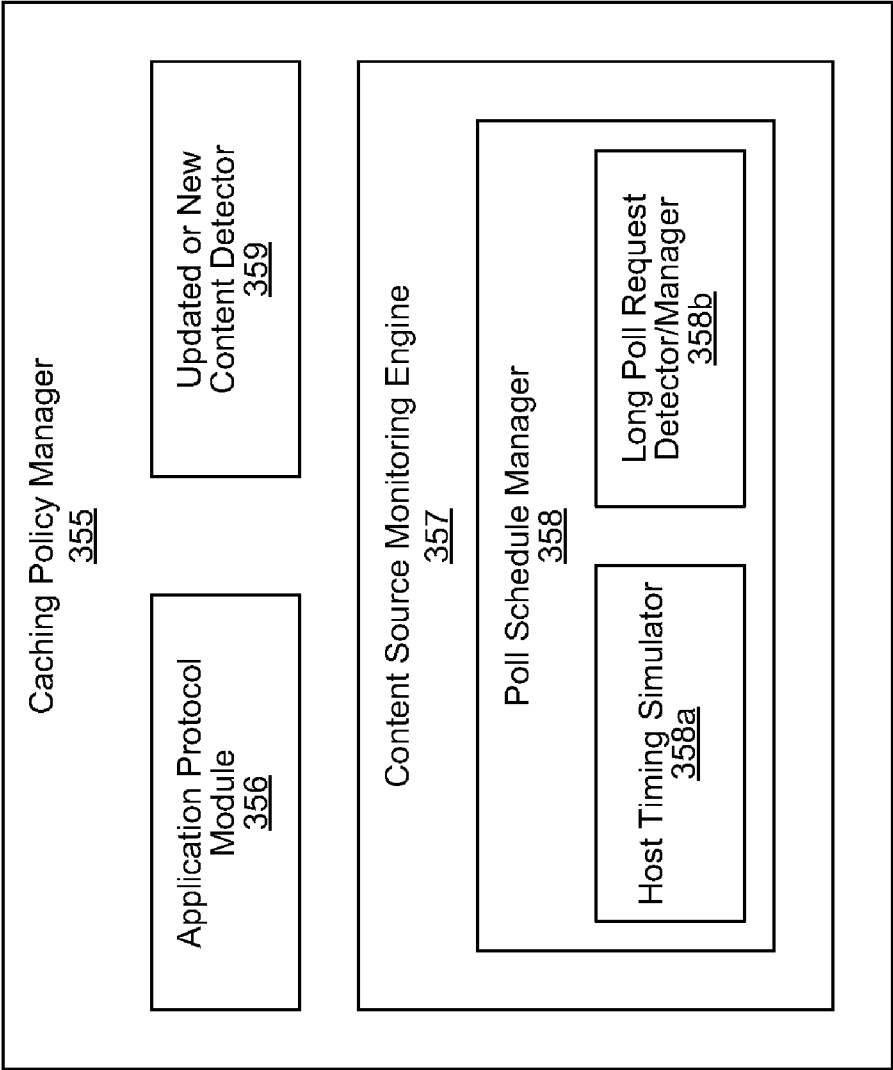 Caching Policy Manager
355
Application Protocol
Module
356
Updated or New
Content Detector
359
Content Source Monitoring Engine
357
Poll Schedule Manager
358
Host Timing Simulator
358a
Long Poll Request
Detector/Manager
358b